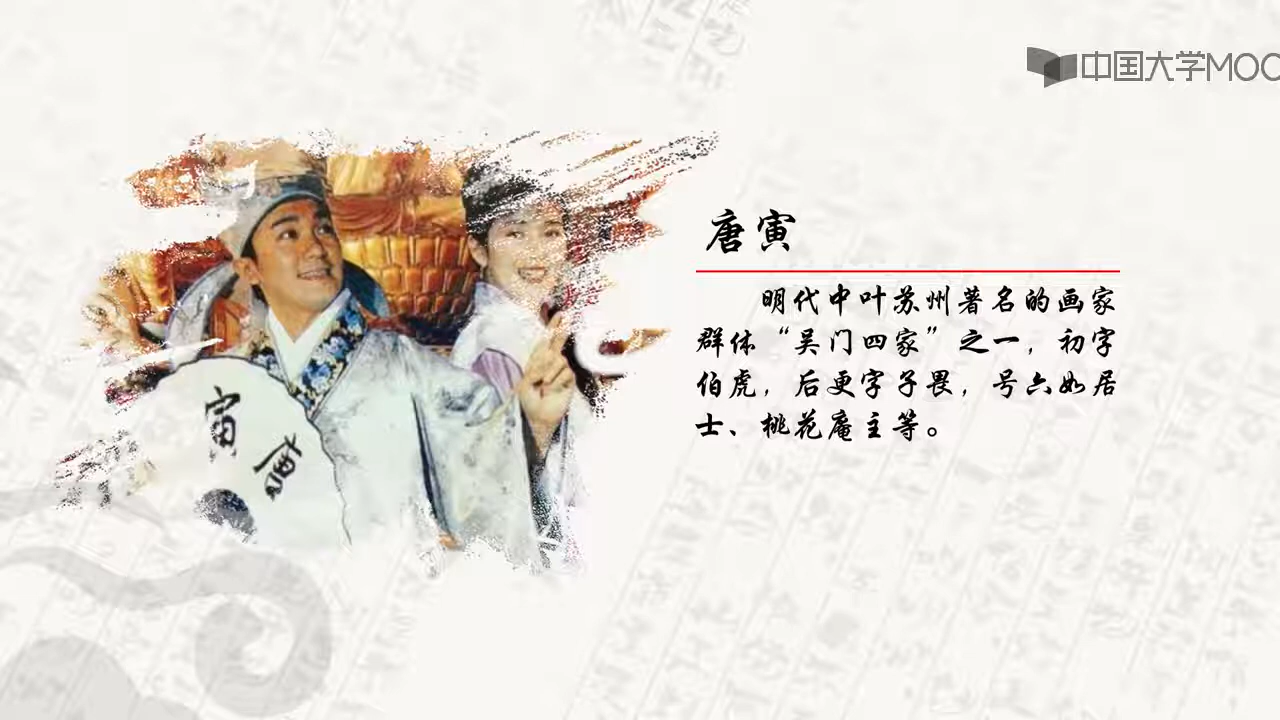 中国大学MOO
唐寅
明代中叶苏州著名的画家
群体“吴门四家”之一，初字
伯虎，后更字子畏，号六如居
士、桃花庵主等。
寅
唐